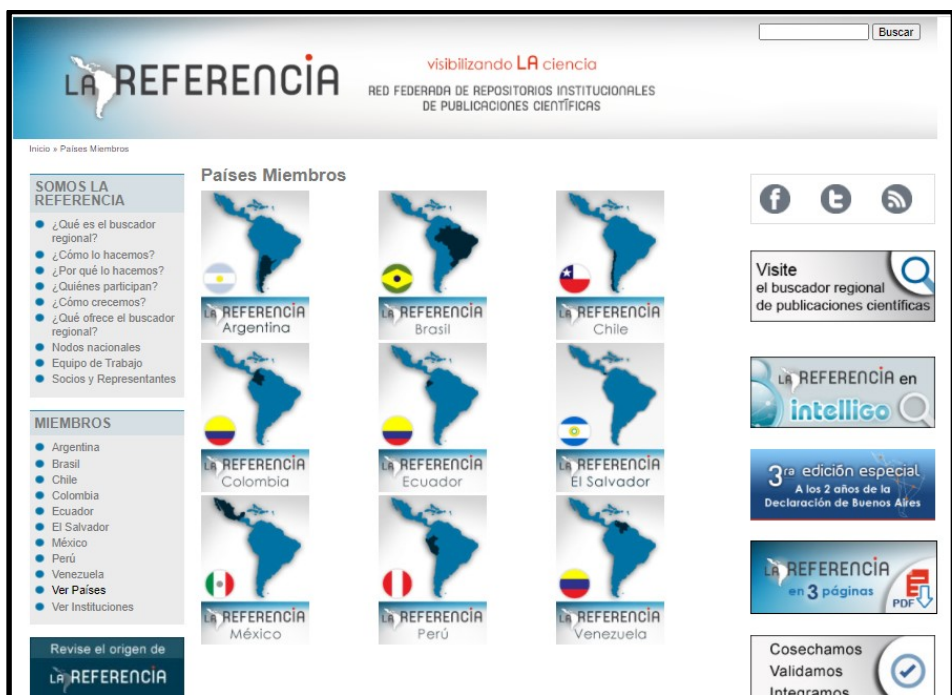 Buscar
LA REFERENCIA
visibilizando LA ciencia
RED FEDERADA DE REPOSITORIOS INSTITUCIONALES
DE PUBLICACIONES CIENTÍFICAS
Inicio » Países Miembros
SOMOS LA
REFERENCIA
¿Qué es el buscador
regional?
¿Cómo lo hacemos?
¿Por qué lo hacemos?
¿Quiénes participan?
¿Cómo crecemos?
¿Qué ofrece el buscador
regional?
Nodos nacionales
Equipo de Trabajo
Socios y Representantes
MIEMBROS
Argentina
Brasil
Chile
Colombia
Ecuador
El Salvador
México
Perú
Venezuela
Ver Países
Ver Instituciones
Revise el origen de
LA REFERENCIA
Países Miembros
LA REFERENCIA
Argentina
LA REFERENCIA
Brasil
LA REFERENCIA
Chile
LA REFERENCIA
Colombia
LA REFERENCIA
Ecuador
LA REFERENCIA
El Salvador
LA REFERENCIA
México
LA REFERENCIA
Perú
LA REFERENCIA
Venezuela
Visite
el buscador regional
de publicaciones científicas
LA REFERENCIA en
intelligo
3ra edición especial
A los 2 años de la
Declaración de Buenos Aires
LA REFERENCIA
en 3 páginas
PDF
Cosechamos
Validamos
Integramos